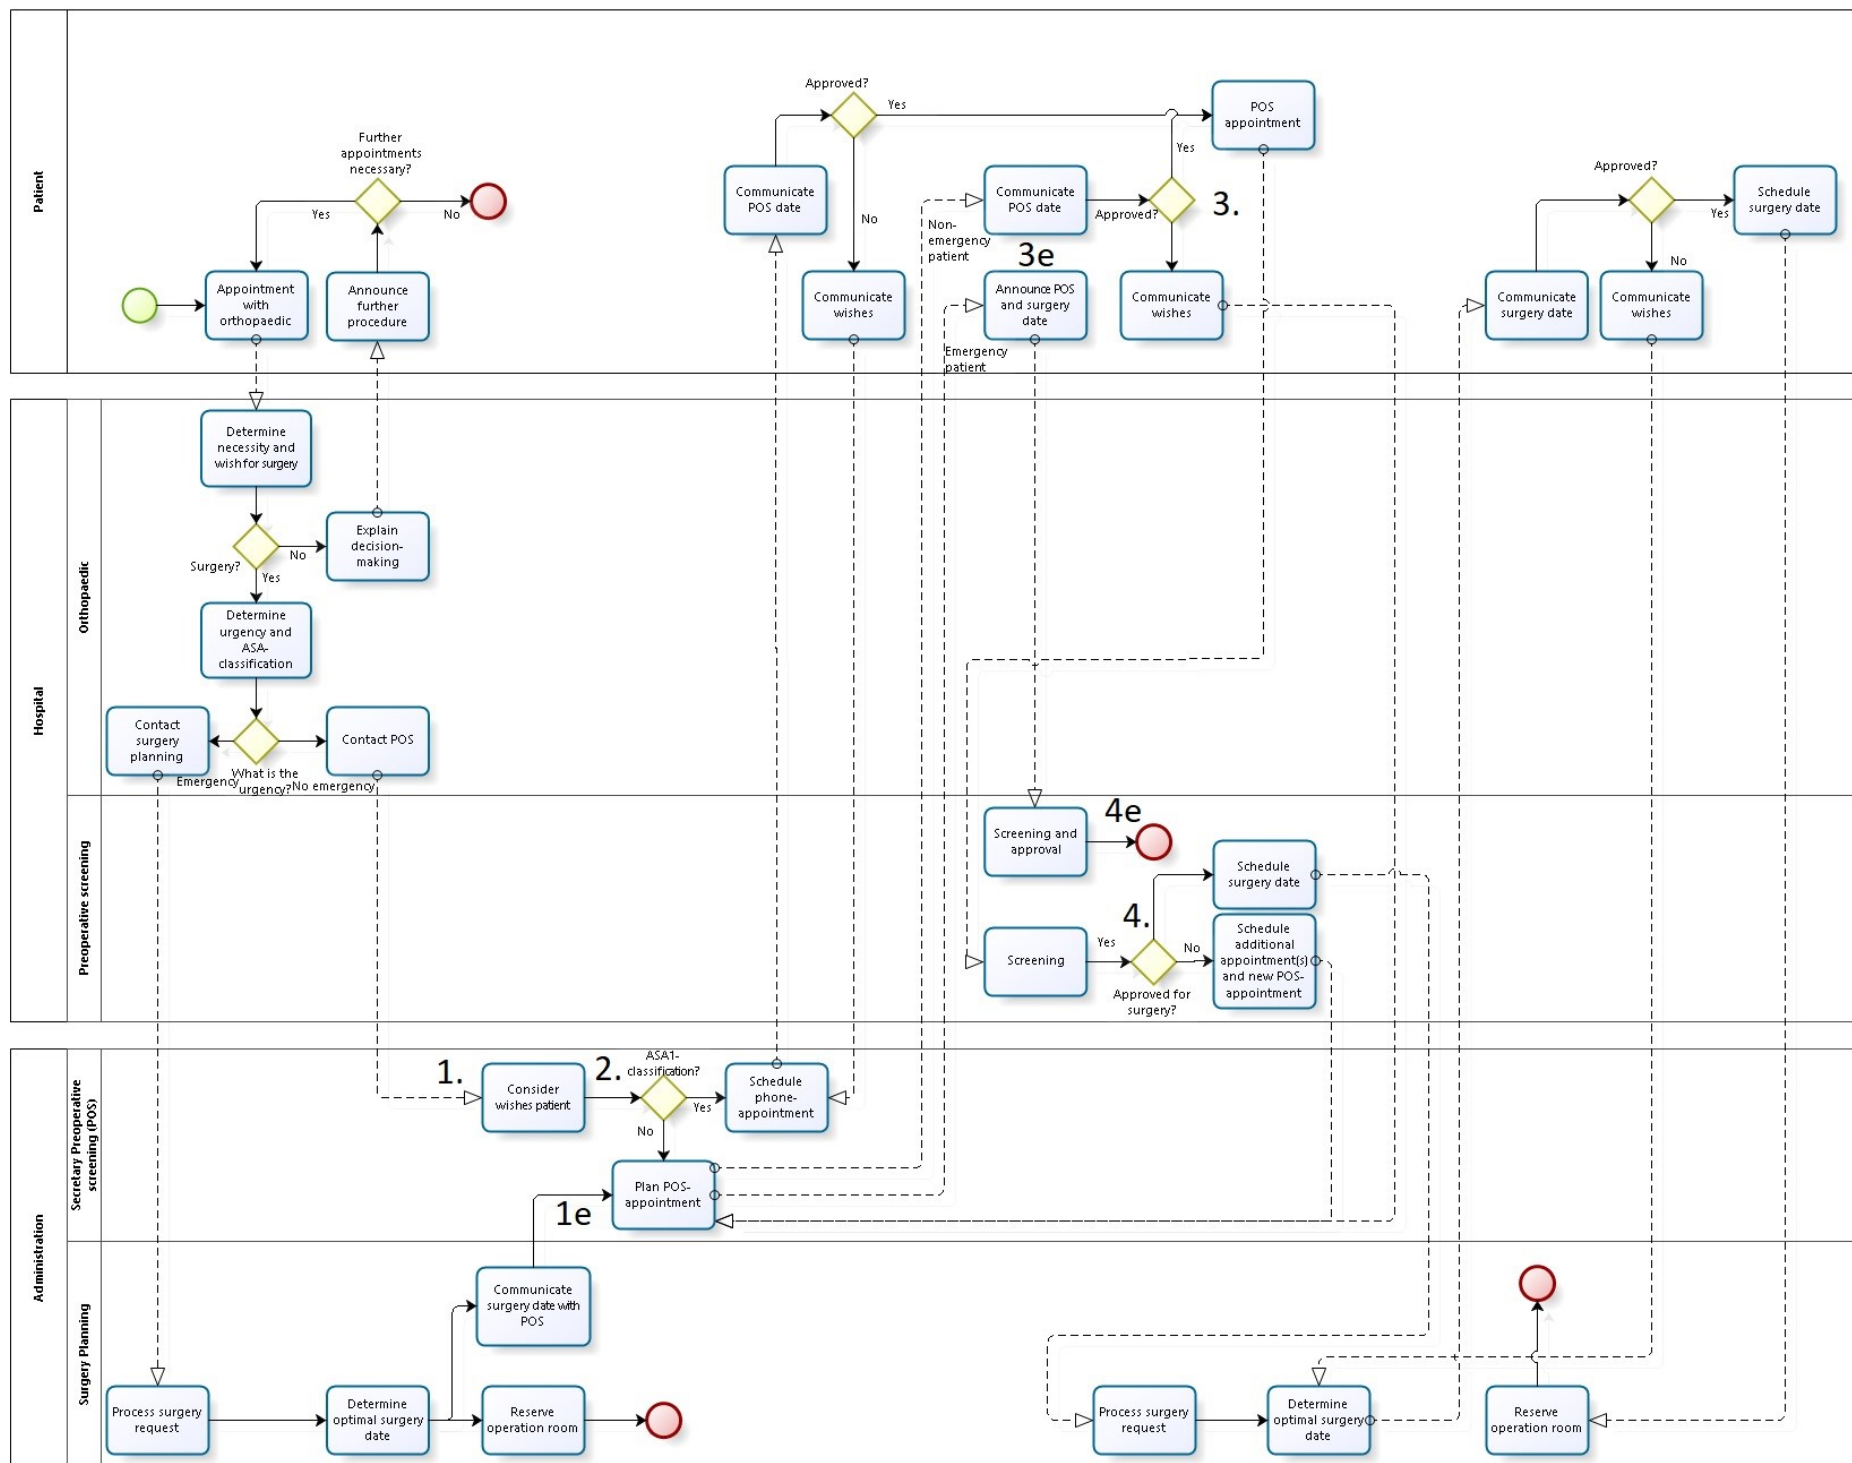 Patient
Further
appointments
necessary?
Yes
No
Appointment
with
orthopaedic
Announce
further
procedure
Approved?
Yes
No
Communicate
POS date
Communicate
wishes
POS
appointment
Non-
emergency
patient
Communicate
POS date
Approved?
Yes
3.
3e
Announce POS
and surgery
date
Communicate
wishes
Emergency
patient
Approved?
Yes
No
Schedule
surgery date
Communicate
surgery date
Communicate
wishes
Hospital
Orthopaedic
Determine
necessity and
wish for surgery
Surgery?
No
Yes
Explain
decision-
making
Determine
urgency and
ASA-
classification
Contact
surgery
planning
Contact POS
Emergency
What is the
urgency?
No emergency
Preoperative screening
Screening and
approval
4e
Schedule
surgery date
4.
Screening
Yes
No
Approved for
surgery?
Schedule
additional
appointment(s)
and new POS-
appointment
Administration
Secretary Preoperative
screening (POS)
1.
Consider
wishes patient
2.
ASA1-
classification?
Yes
No
Schedule
phone-
appointment
Plan POS-
appointment
1e
Surgery Planning
Communicate
surgery date with
POS
Process surgery
request
Determine
optimal surgery
date
Reserve
operation room
Process surgery
request
Determine
optimal surgery
date
Reserve
operation room